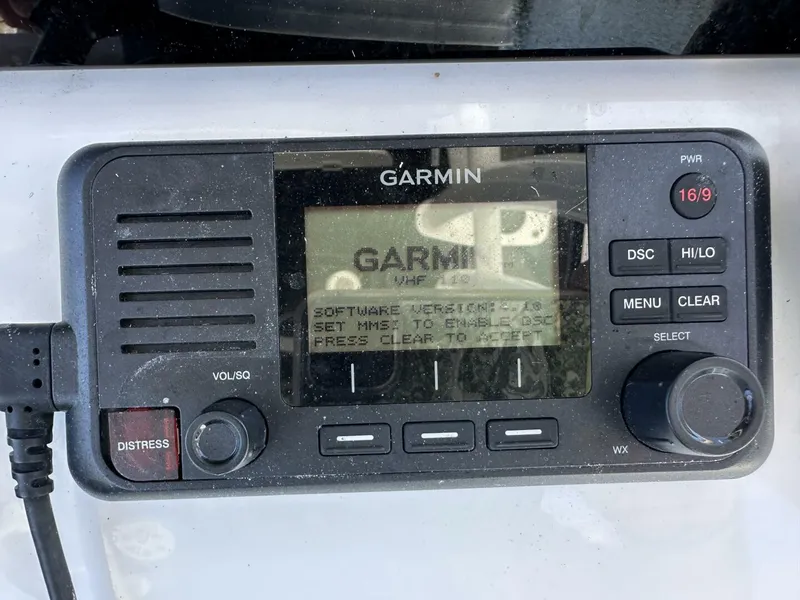 GARMIN
PWR
16/9
GARMIN
VHF
SOFTWARE VERSION:
SET MMSI TO ENABLE DSC
PRESS CLEAR TO ACCEPT
DSC
HI/LO
MENU
CLEAR
SELECT
VOL/SQ
DISTRESS
WX